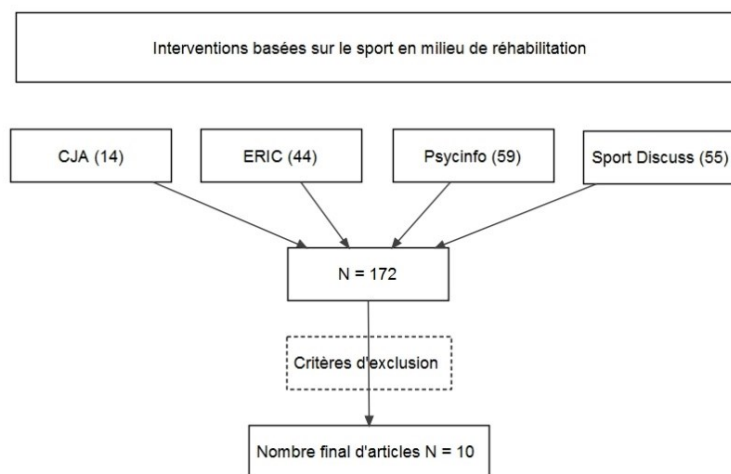 Interventions basées sur le sport en milieu de réhabilitation
CJA (14)
ERIC (44)
Psycinfo (59)
Sport Discuss (55)
N = 172
Critères d'exclusion
Nombre final d'articles N = 10